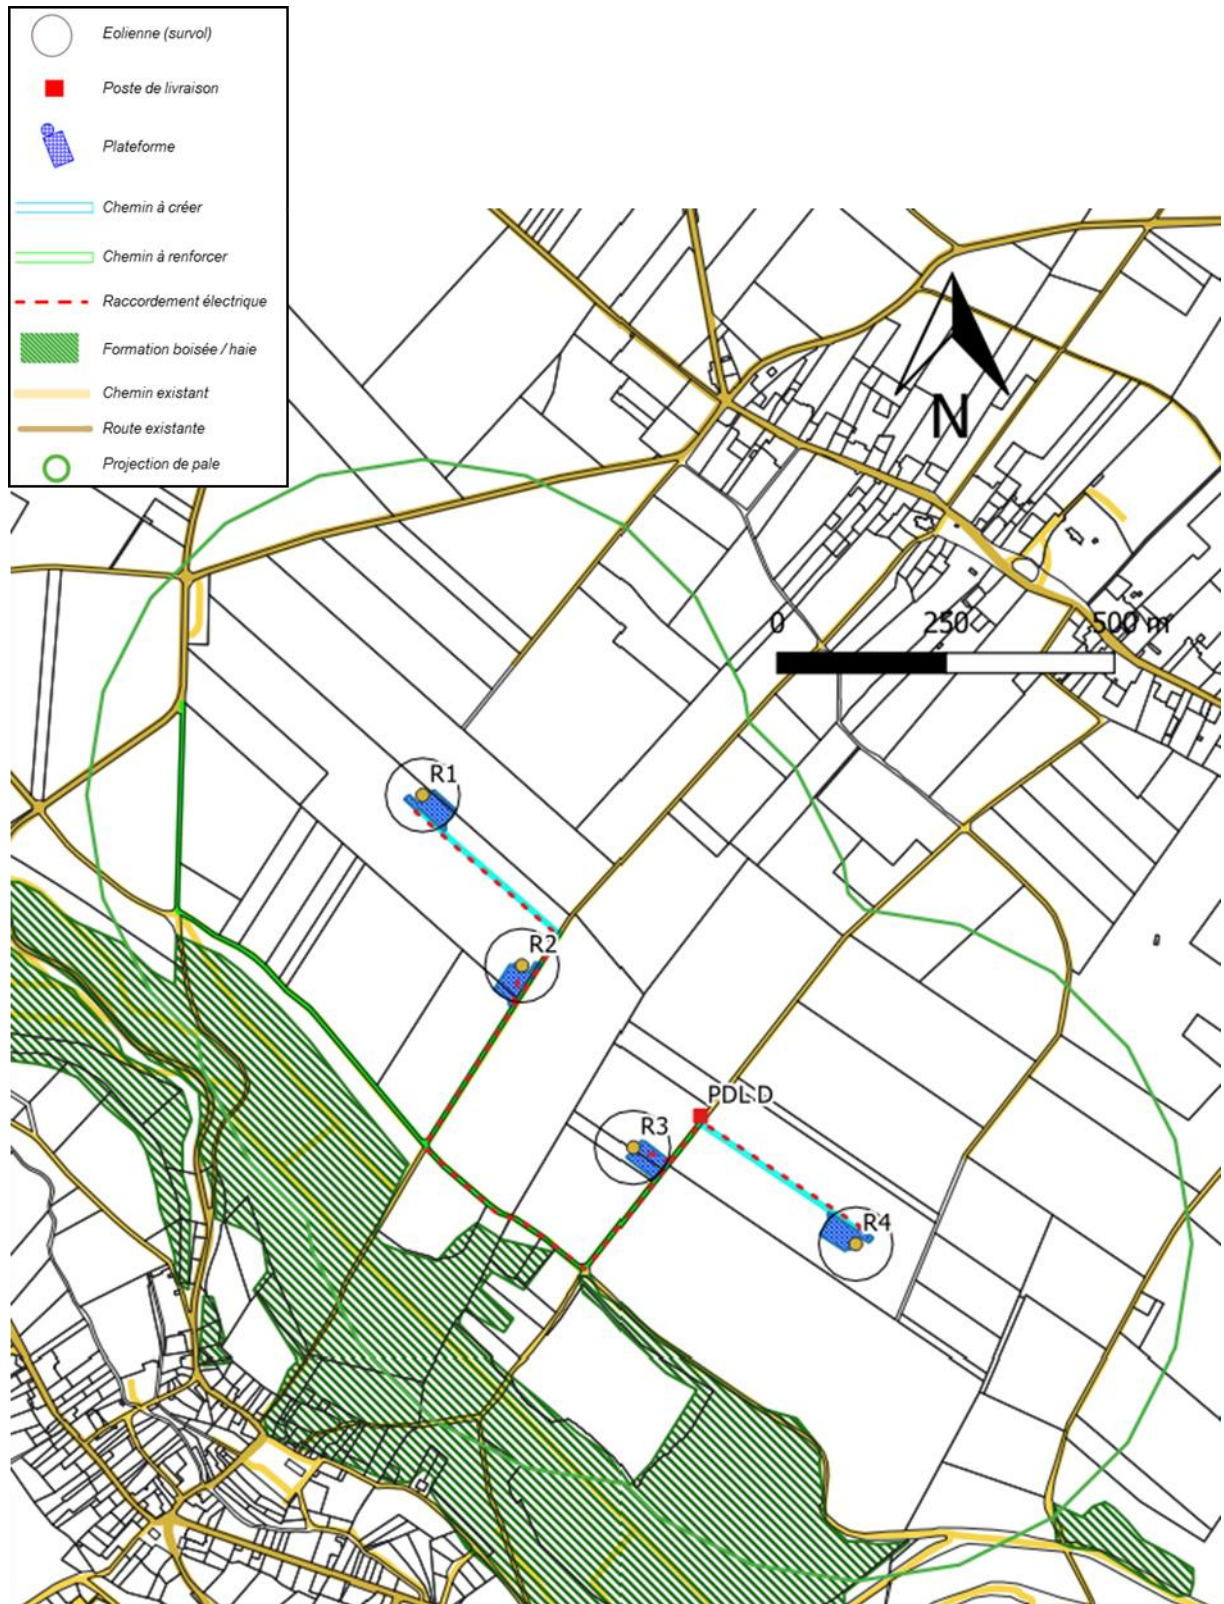 Eolienne (survol)
Poste de livraison
Plateforme
Chemin à créer
Chemin à renforcer
Raccordement électrique
Formation boisée / haie
Chemin existant
Route existante
Projection de pale
N
0 250 500 m
R1
R2
PDL D
R3
R4